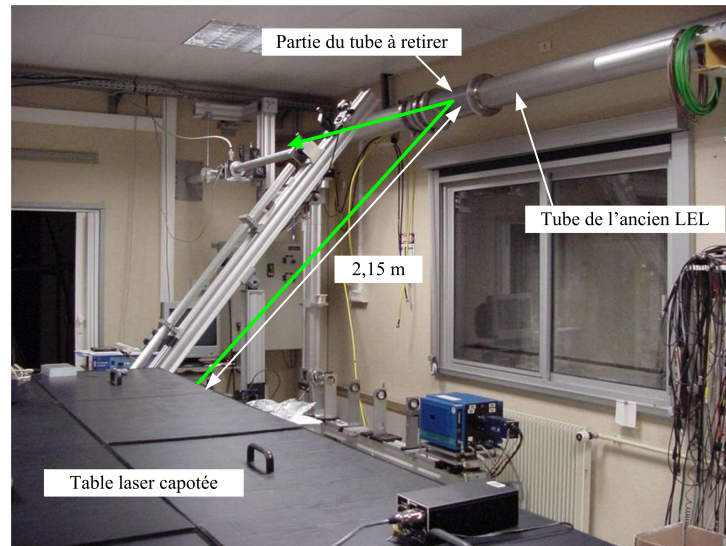 Partie du tube à retirer
Tube de l'ancien LEL
2,15 m
Table laser capotée